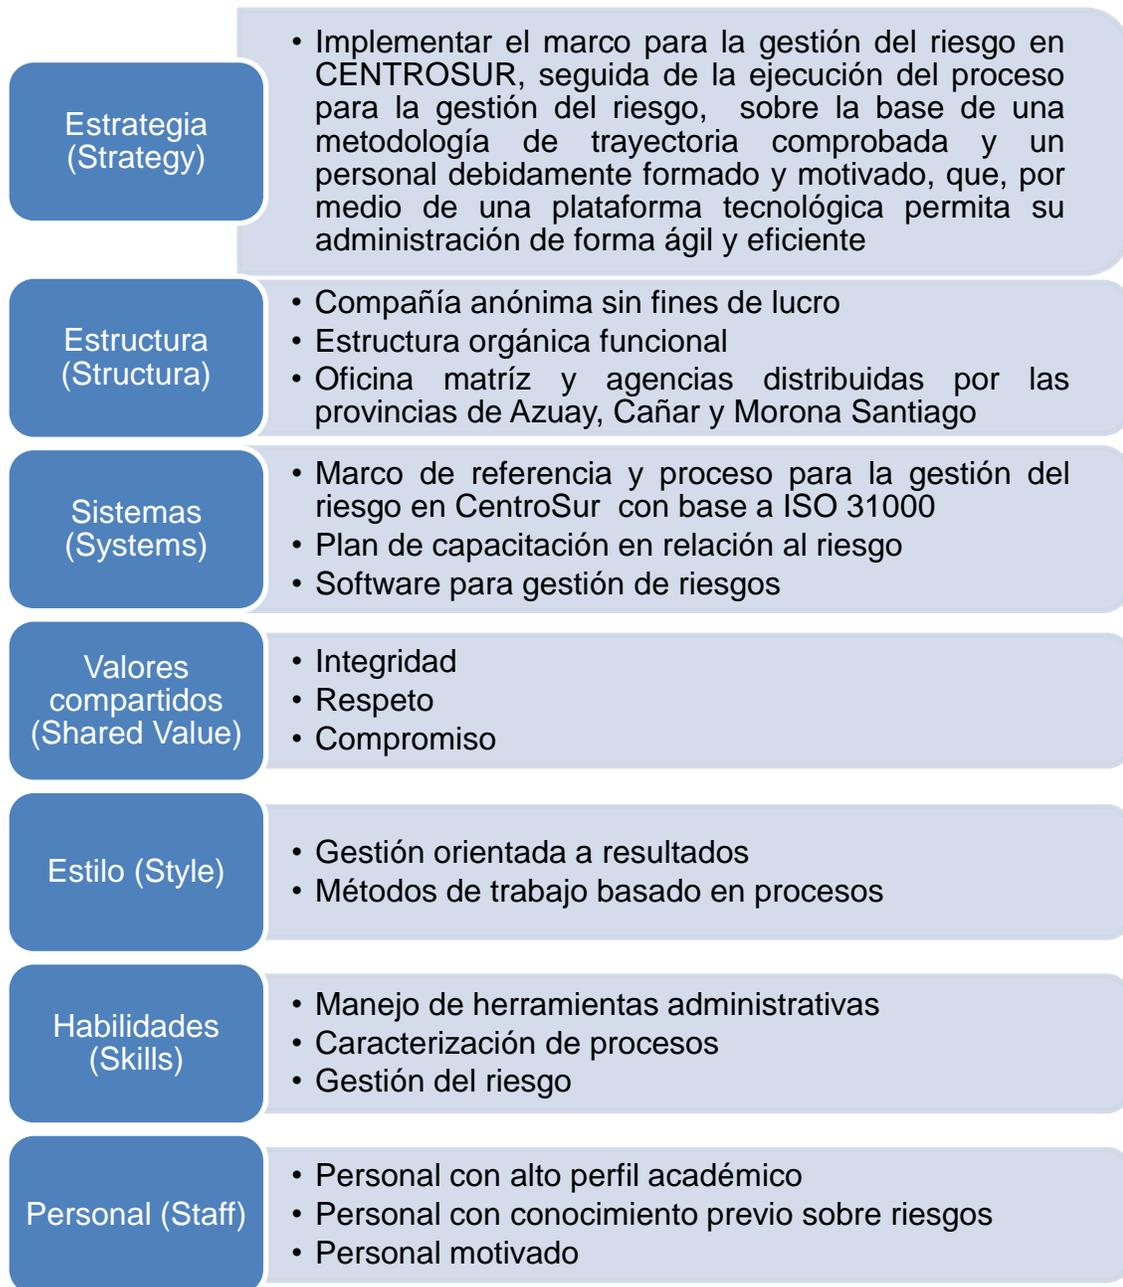 Estrategia
(Strategy)
• Implementar el marco para la gestión del riesgo en
CENTROSUR, seguida de la ejecución del proceso
para la gestión del riesgo, sobre la base de una
metodología de trayectoria comprobada y un
personal debidamente formado y motivado, que, por
medio de una plataforma tecnológica permita su
administración de forma ágil y eficiente
Estructura
(Structura)
• Compañía anónima sin fines de lucro
• Estructura orgánica funcional
• Oficina matríz y agencias distribuidas por las
provincias de Azuay, Cañar y Morona Santiago
Sistemas
(Systems)
• Marco de referencia y proceso para la gestión del
riesgo en CentroSur con base a ISO 31000
• Plan de capacitación en relación al riesgo
• Software para gestión de riesgos
Valores
compartidos
(Shared Value)
• Integridad
• Respeto
• Compromiso
Estilo (Style)
• Gestión orientada a resultados
• Métodos de trabajo basado en procesos
Habilidades
(Skills)
• Manejo de herramientas administrativas
• Caracterización de procesos
• Gestión del riesgo
Personal (Staff)
• Personal con alto perfil académico
• Personal con conocimiento previo sobre riesgos
• Personal motivado